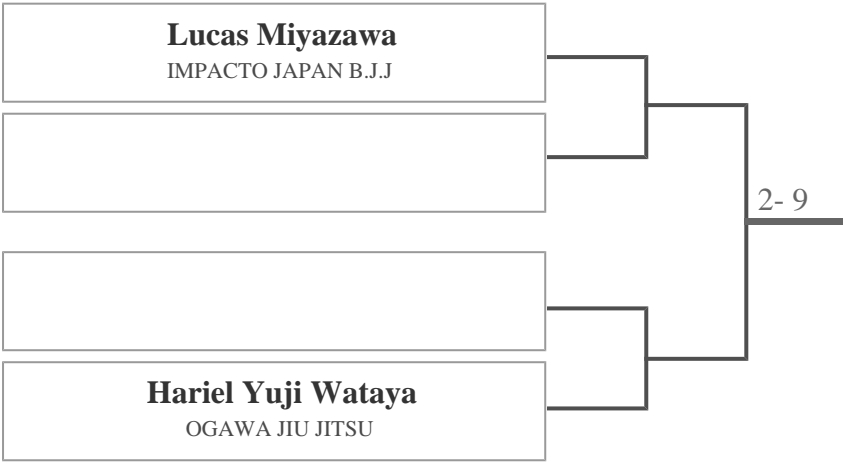 Lucas Miyazawa
IMPACTO JAPAN B.J.J
2- 9
Hariel Yuji Wataya
OGAWA JIU JITSU